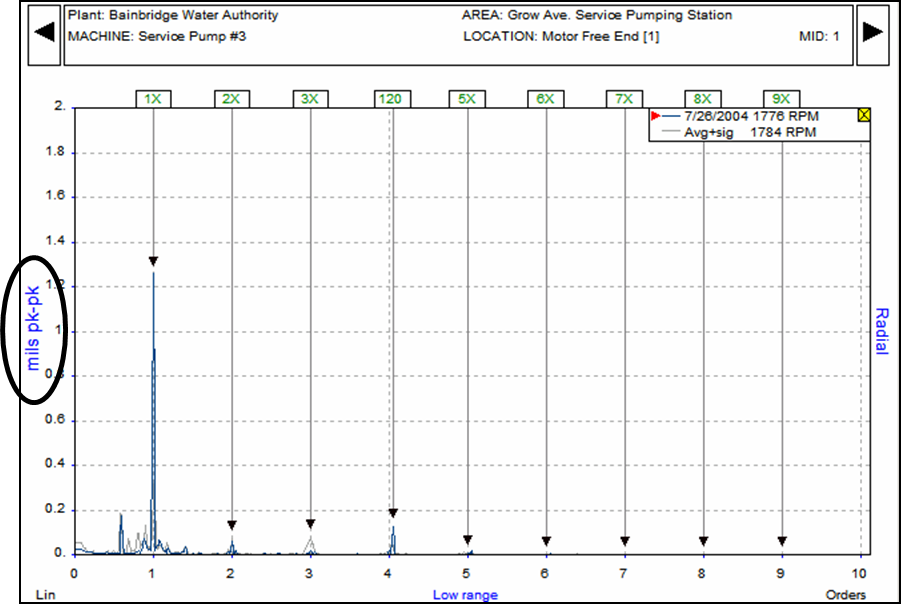 Plant: Bainbridge Water Authority AREA: Grow Ave. Service Pumping Station
MACHINE: Service Pump #3 LOCATION: Motor Free End [1] MID: 1
1X 2X 3X 120 5X 6X 7X 8X 9X
7/26/2004 1776 RPM
Avg+sig 1784 RPM
2.
1.8
1.6
1.4
1.2
1
0.8
0.6
0.4
0.2
0.
mils pk-pk
Radial
0 1 2 3 4 5 6 7 8 9 10
Lin Low range Orders